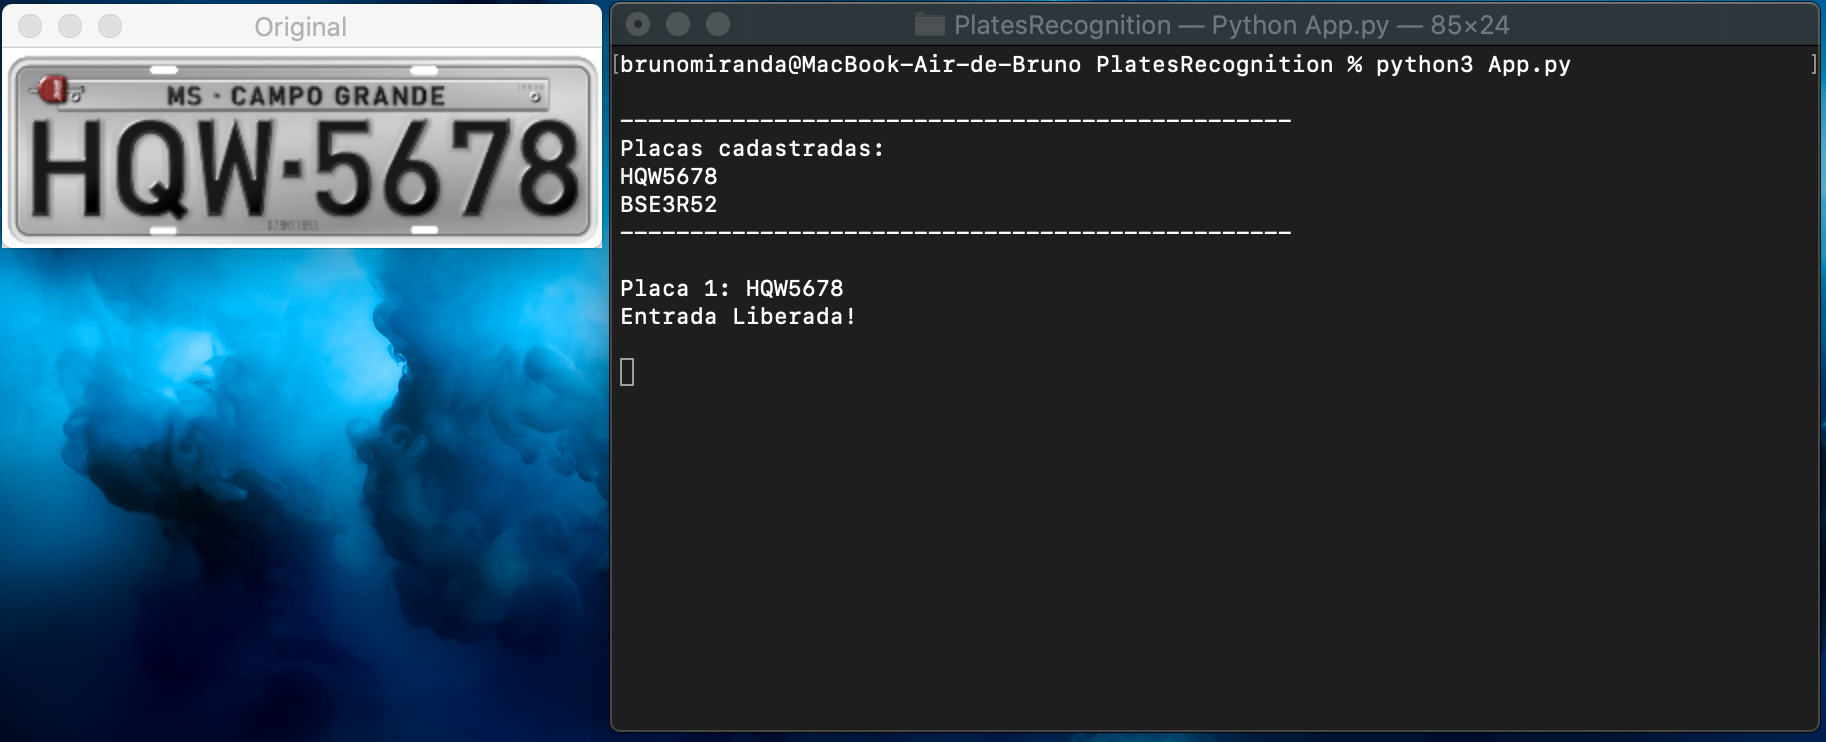 Original
MS · CAMPO GRANDE
HQW·5678
PlatesRecognition — Python App.py — 85×24
[brunomiranda@MacBook-Air-de-Bruno PlatesRecognition % python3 App.py ]
------------------------------------------------
Placas cadastradas:
HQW5678
BSE3R52
------------------------------------------------
Placa 1: HQW5678
Entrada Liberada!